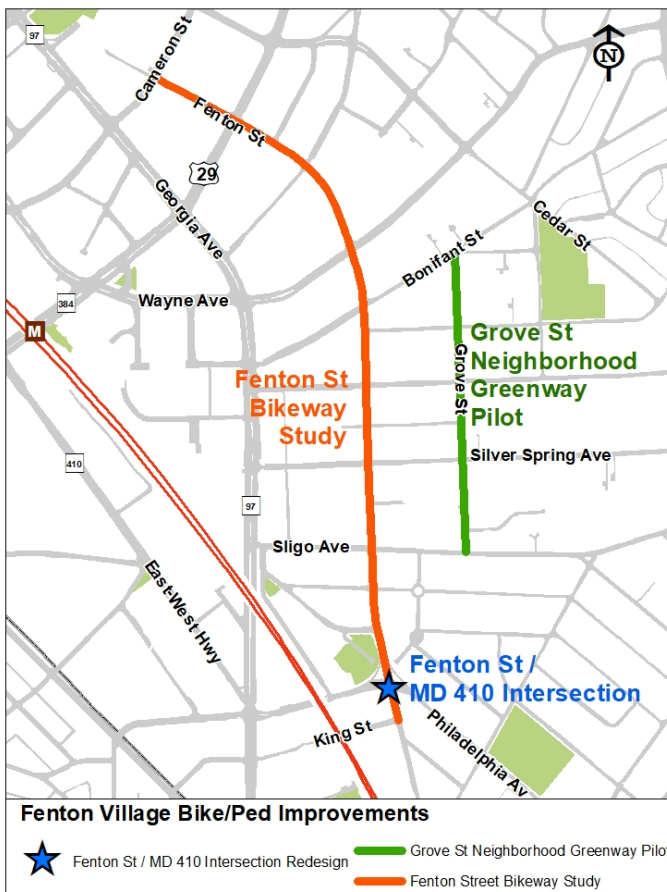 97
Cameron St
N
Fenton St
29
Georgia Ave
Cedar St
Bonifant St
384
Wayne Ave
M
Grove St
Neighborhood
Greenway
Pilot
Grove St
Fenton St
Bikeway
Study
Silver Spring Ave
410
97
Sligo Ave
East-West Hwy
Fenton St /
MD 410 Intersection
King St
Philadelphia Av
Fenton Village Bike/Ped Improvements
Fenton St / MD 410 Intersection Redesign
Grove St Neighborhood Greenway Pilot
Fenton Street Bikeway Study